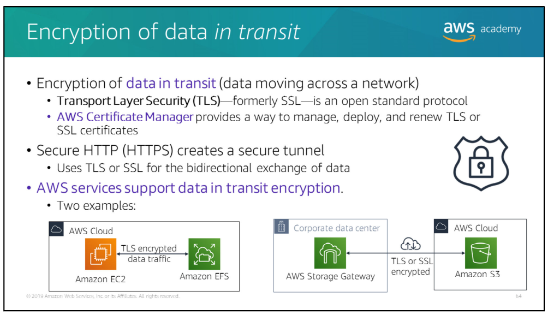 Encryption of data in transit
aws academy
• Encryption of data in transit (data moving across a network)
• Transport Layer Security (TLS)—formerly SSL—is an open standard protocol
• AWS Certificate Manager provides a way to manage, deploy, and renew TLS or
SSL certificates
• Secure HTTP (HTTPS) creates a secure tunnel
• Uses TLS or SSL for the bidirectional exchange of data
• AWS services support data in transit encryption.
• Two examples:
AWS Cloud
TLS encrypted
data traffic
Amazon EC2
Amazon EFS
Corporate data center
AWS Storage Gateway
TLS or SSL
encrypted
AWS Cloud
Amazon S3
© 2019 Amazon Web Services, Inc. or its Affiliates. All rights reserved.